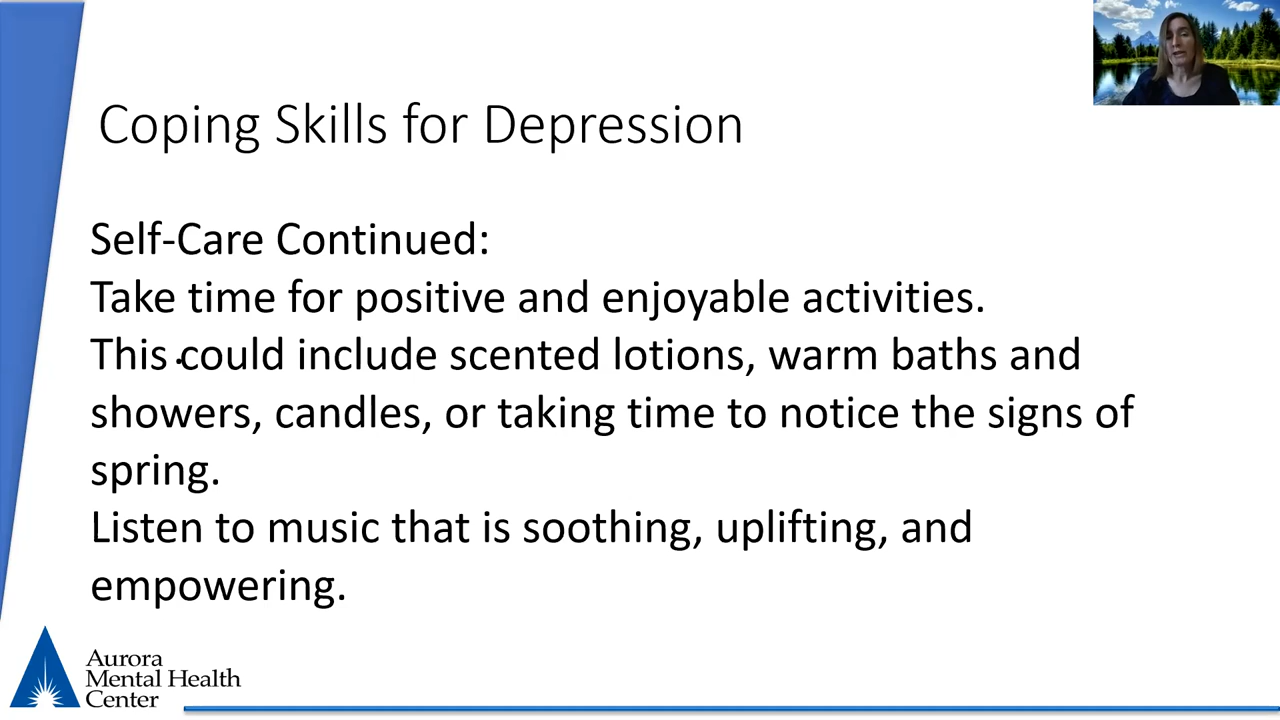 Coping Skills for Depression
Self-Care Continued:
Take time for positive and enjoyable activities.
This could include scented lotions, warm baths and
showers, candles, or taking time to notice the signs of
spring.
Listen to music that is soothing, uplifting, and
empowering.
Aurora
Mental Health
Center